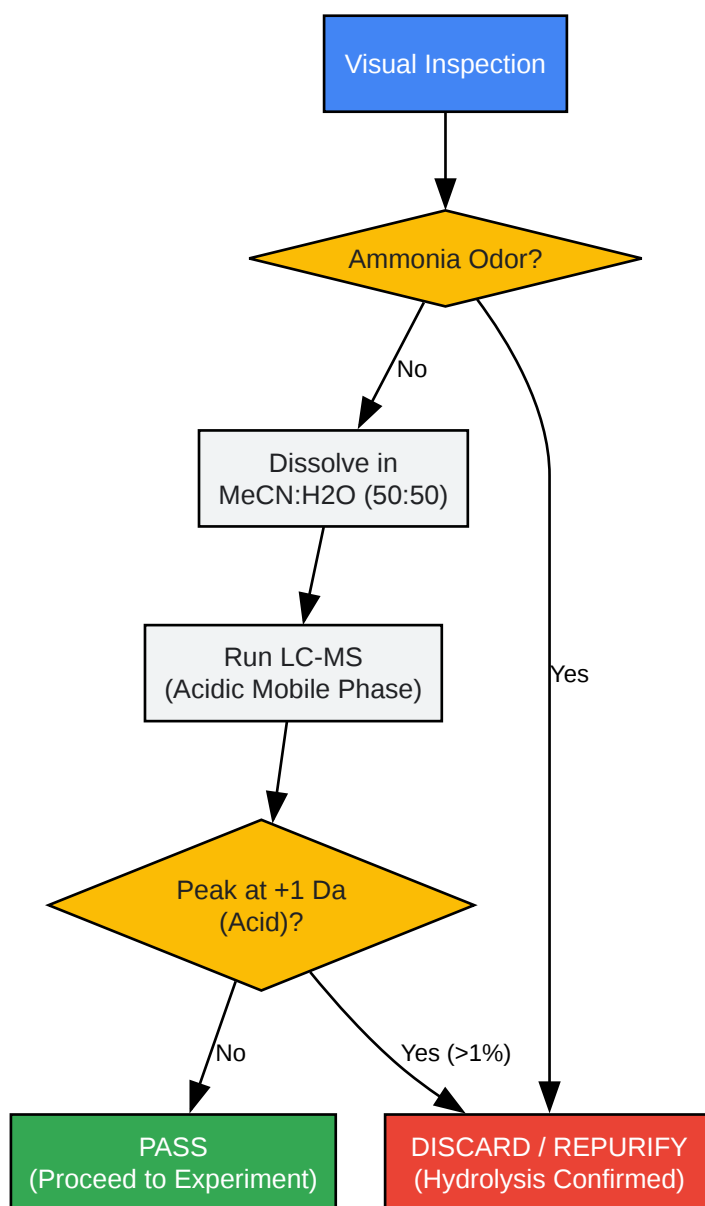 Visual Inspection
Ammonia Odor?
No
Dissolve in
MeCN:H2O (50:50)
Run LC-MS
(Acidic Mobile Phase)
Yes
Peak at +1 Da
(Acid)?
No
Yes (>1%)
PASS
(Proceed to Experiment)
DISCARD / REPURIFY
(Hydrolysis Confirmed)